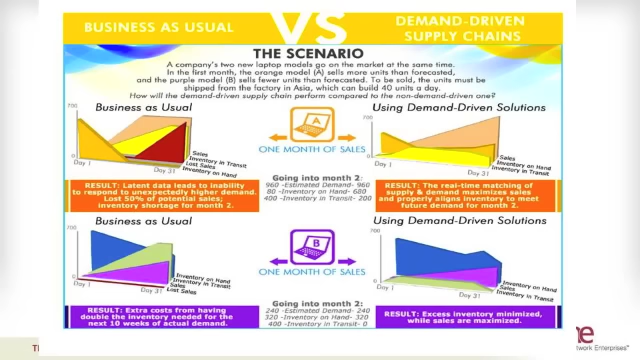 BUSINESS AS USUAL
VS
DEMAND-DRIVEN
SUPPLY CHAINS
THE SCENARIO
A company's two new laptop models go on the market at the same time.
In the first month, the orange model (A) sells more units than forecasted,
and the purple model (B) sells fewer units than forecasted. To be sold, the units must be
shipped from the factory in Asia, which can build 40 units a day.
How will the demand-driven supply chain perform compared to the non-demand-driven one?
Business as Usual
700
Day 1
Day 31
Sales
Inventory in Transit
Lost Sales
Inventory on Hand
A
ONE MONTH OF SALES
Using Demand-Driven Solutions
700
Day 1
Day 31
Sales
Inventory on Hand
Inventory in Transit
RESULT: Latent data leads to inability
to respond to unexpectedly higher demand.
Lost 50% of potential sales;
inventory shortage for month 2.
Going into month 2:
960 -Estimated Demand- 960
80 -Inventory on Hand- 680
400 -Inventory in Transit- 200
RESULT: The real-time matching of
supply & demand maximizes sales
and properly aligns inventory to meet
future demand for month 2.
Business as Usual
700
Day 1
Day 31
Inventory on Hand
Inventory in Transit
Sales
Lost Sales
B
ONE MONTH OF SALES
Using Demand-Driven Solutions
700
Day 1
Day 31
Inventory on Hand
Sales
Inventory in Transit
RESULT: Extra costs from having
double the inventory needed for the
next 10 weeks of actual demand.
Going into month 2:
240 -Estimated Demand- 240
320 -Inventory on Hand- 320
400 -Inventory in Transit- 0
RESULT: Excess inventory minimized,
while sales are maximized.